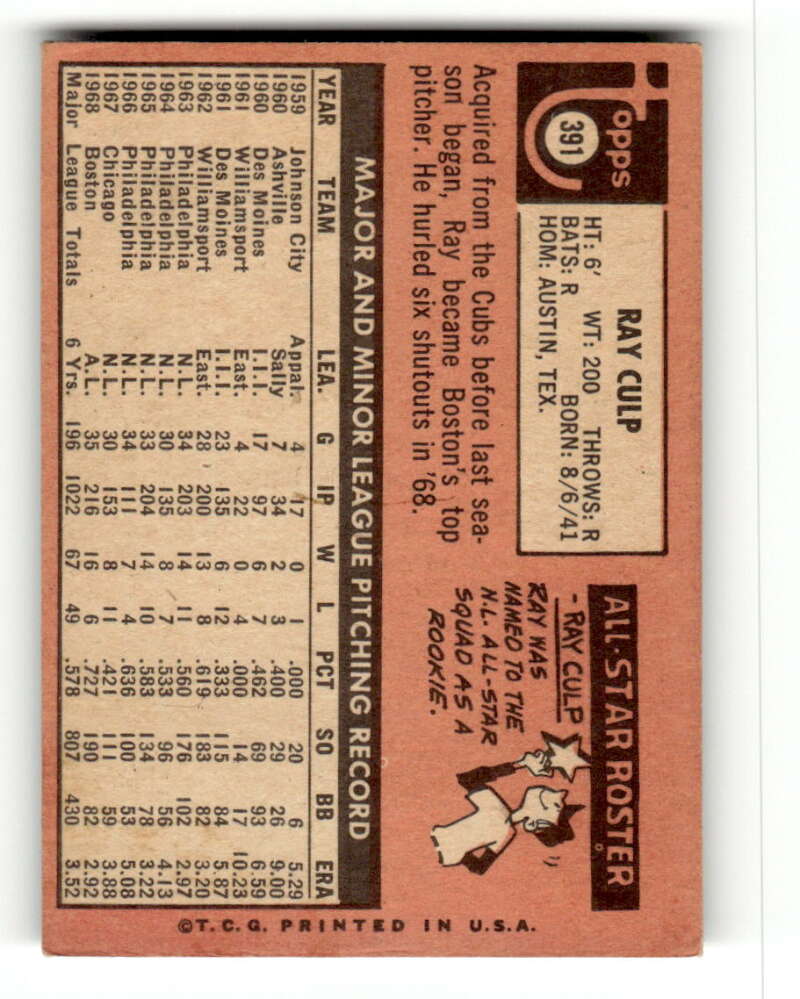 Topps
391
RAY CULP
HT: 6' WT: 200 THROWS: R
BATS: R BORN: 8/6/41
HOM: AUSTIN, TEX.
Acquired from the Cubs before last sea-
son began, Ray became Boston's top
pitcher. He hurled six shutouts in '68.
ALL-STAR ROSTER
- RAY CULP
RAY WAS
NAMED TO THE
N.L. ALL-STAR
SQUAD AS A
ROOKIE.
MAJOR AND MINOR LEAGUE PITCHING RECORD
YEAR TEAM LEA. G IP W L PCT SO BB ERA
1959 Johnson City Appal. 4 17 0 1 .000 20 6 5.29
1960 Ashville Sally 7 34 2 3 .400 29 26 9.00
1960 Des Moines I.I.I. 17 97 6 7 .462 69 93 6.59
1961 Williamsport East. 4 22 0 4 .000 14 17 10.23
1961 Des Moines I.I.I. 23 135 6 12 .333 115 84 5.87
1962 Williamsport East. 28 200 13 8 .619 183 82 3.20
1963 Philadelphia N.L. 34 203 14 11 .560 176 102 2.97
1964 Philadelphia N.L. 30 135 8 7 .533 96 56 4.13
1965 Philadelphia N.L. 33 204 14 10 .583 134 78 3.22
1966 Philadelphia N.L. 34 111 7 4 .636 100 53 5.08
1967 Chicago N.L. 30 153 8 11 .421 111 59 3.88
1968 Boston A.L. 35 216 16 6 .727 190 82 2.92
Major League Totals 6 Yrs. 196 1022 67 49 .578 807 430 3.52
©T.C.G. PRINTED IN U.S.A.